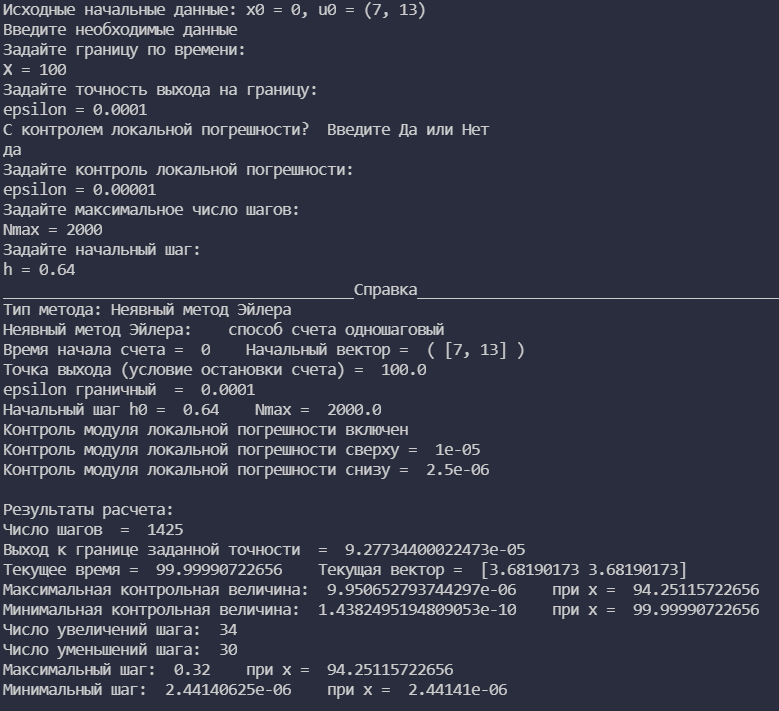 Исходные начальные данные: x0 = 0, u0 = (7, 13)
Введите необходимые данные
Задайте границу по времени:
X = 100
Задайте точность выхода на границу:
epsilon = 0.0001
С контролем локальной погрешности?  Введите Да или Нет
да
Задайте контроль локальной погрешности:
epsilon = 0.00001
Задайте максимальное число шагов:
Nmax = 2000
Задайте начальный шаг:
h = 0.64
_______________________________________Справка________________________________________
Тип метода: Неявный метод Эйлера
Неявный метод Эйлера:    способ счета одношаговый
Время начала счета =  0    Начальный вектор =  ( [7, 13] )
Точка выхода (условие остановки счета) =  100.0
epsilon граничный  =  0.0001
Начальный шаг h0 =  0.64    Nmax =  2000.0
Контроль модуля локальной погрешности включен
Контроль модуля локальной погрешности сверху =  1e-05
Контроль модуля локальной погрешности снизу =  2.5e-06
Результаты расчета:
Число шагов  =  1425
Выход к границе заданной точности  =  9.27734400022473e-05
Текущее время =  99.99990722656    Текущая вектор =  [3.68190173 3.68190173]
Максимальная контрольная величина:  9.950652793744297e-06    при x =  94.25115722656
Минимальная контрольная величина:  1.4382495194809053e-10    при x =  99.99990722656
Число увеличений шага:  34
Число уменьшений шага:  30
Максимальный шаг:  0.32    при x =  94.25115722656
Минимальный шаг:  2.44140625e-06    при x =  2.44141e-06